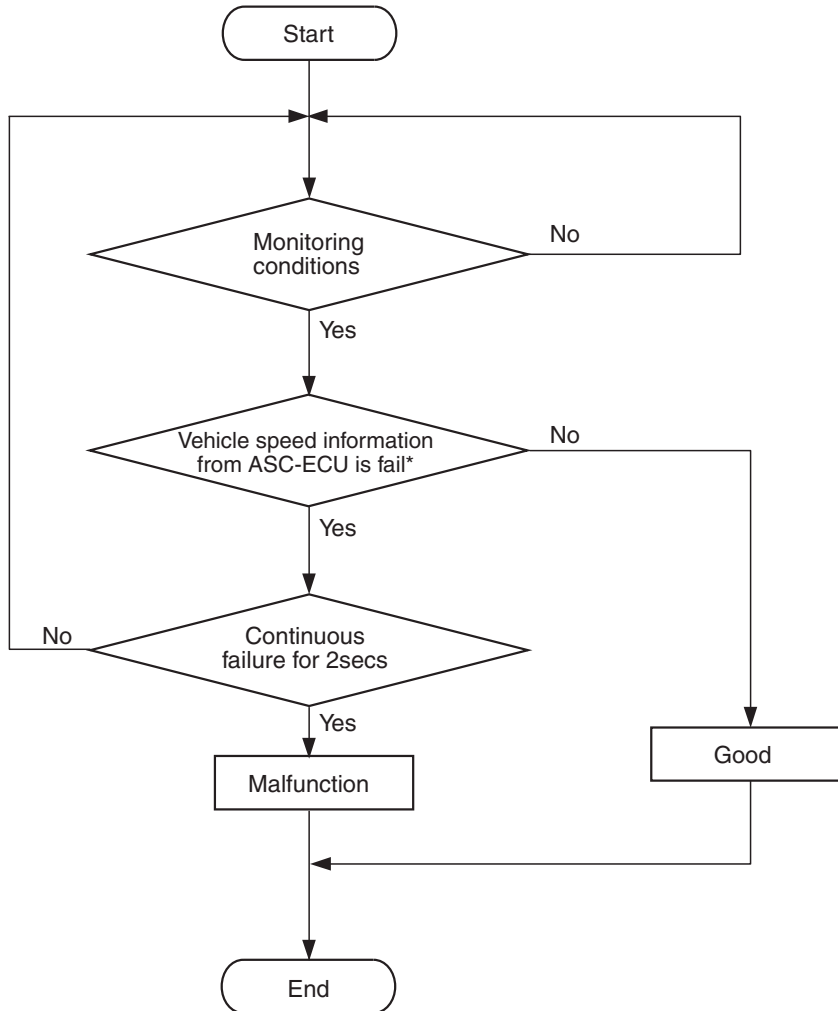 Start
Monitoring
conditions
No
Yes
Vehicle speed information
from ASC-ECU is fail*
No
Yes
Continuous
failure for 2secs
No
Yes
Malfunction
Good
End